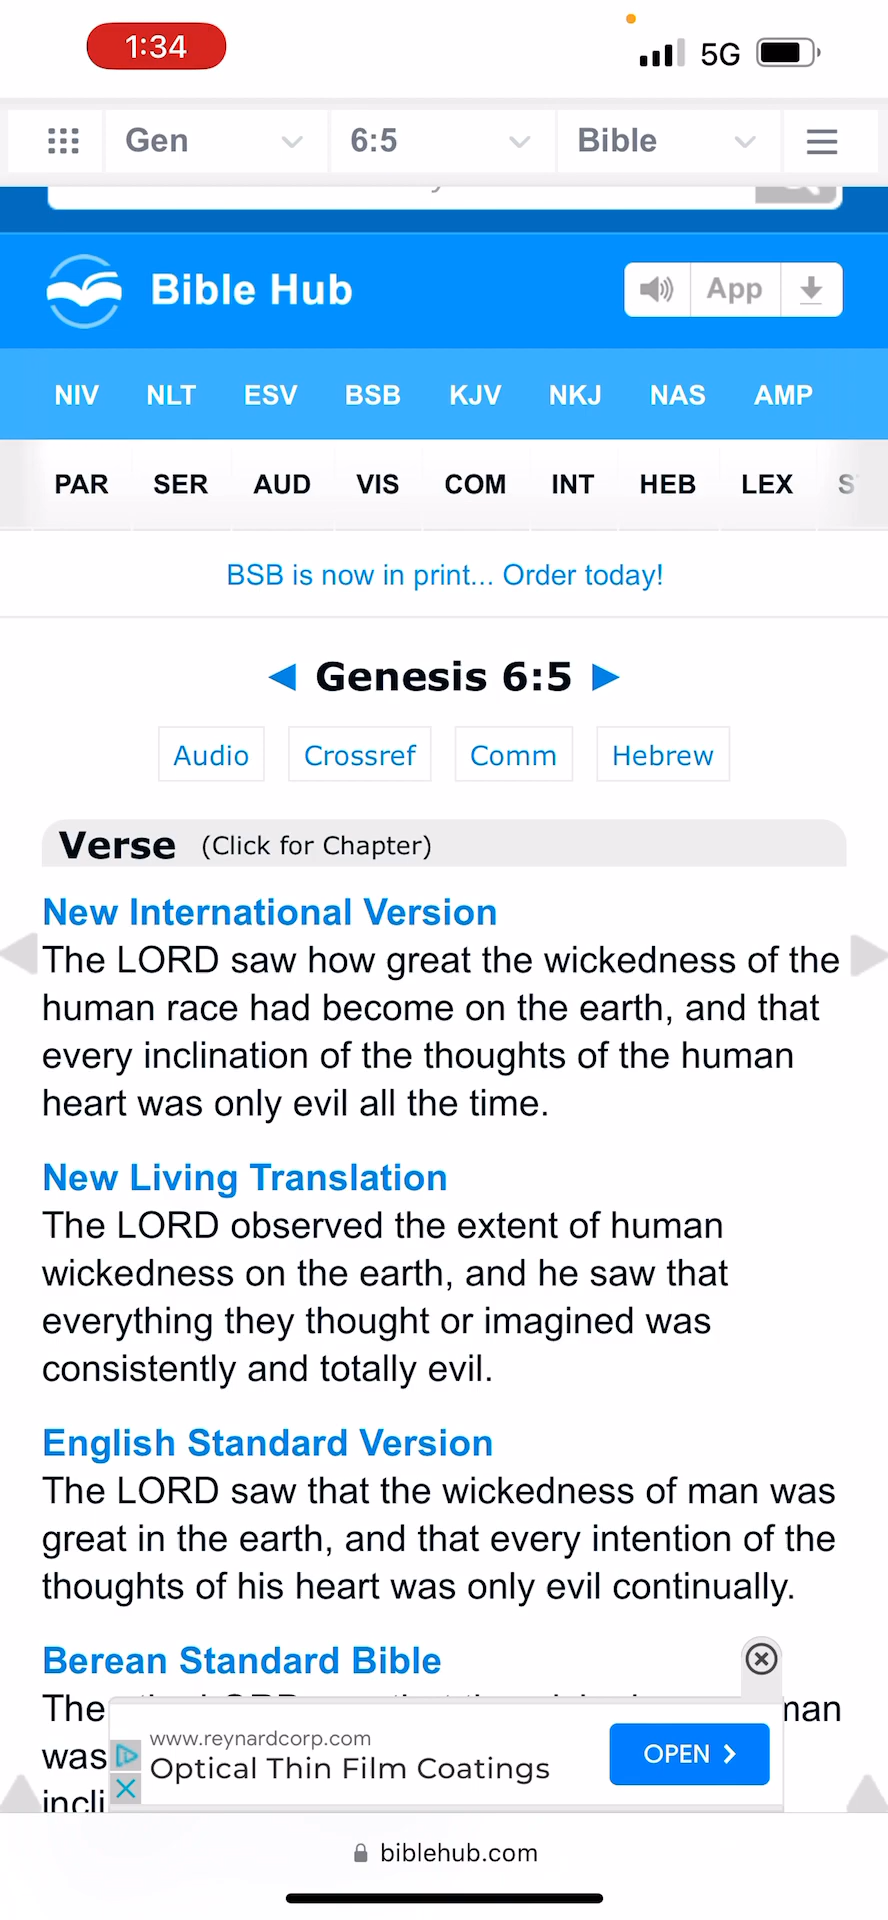 1:34
5G
Gen
6:5
Bible
Bible Hub
App
NIV NLT ESV BSB KJV NKJ NAS AMP
PAR SER AUD VIS COM INT HEB LEX
BSB is now in print... Order today!
Genesis 6:5
Audio Crossref Comm Hebrew
Verse (Click for Chapter)
New International Version
The LORD saw how great the wickedness of the
human race had become on the earth, and that
every inclination of the thoughts of the human
heart was only evil all the time.
New Living Translation
The LORD observed the extent of human
wickedness on the earth, and he saw that
everything they thought or imagined was
consistently and totally evil.
English Standard Version
The LORD saw that the wickedness of man was
great in the earth, and that every intention of the
thoughts of his heart was only evil continually.
Berean Standard Bible
The
was
www.reynardcorp.com
Optical Thin Film Coatings
OPEN
biblehub.com